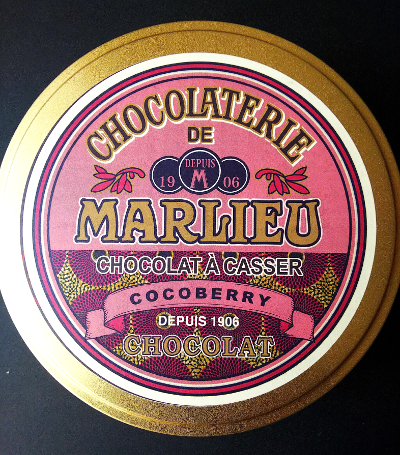 CHOCOLATERIE
DE
DEPUIS
19 M 06
MARLIEU
CHOCOLAT À CASSER
COCOBERRY
DEPUIS 1906
CHOCOLAT